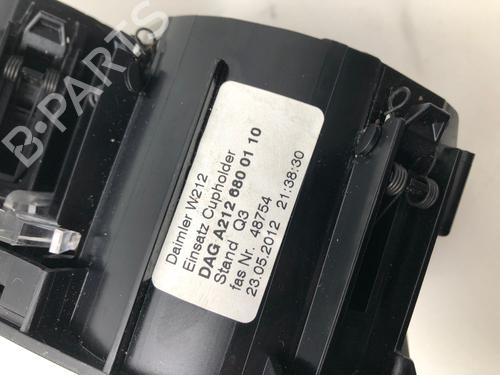 Daimler W212
Einsatz Cupholder
DAG A212 680 01 10
Stand Q3
fas Nr. 48754
23.05.2012 21:38:30
B-PARTS